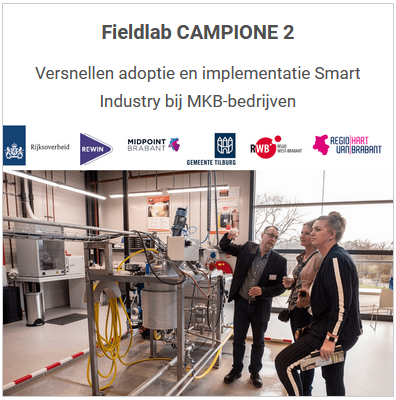 Fieldlab CAMPIONE 2
Versnellen adoptie en implementatie Smart
Industry bij MKB-bedrijven
Rijksoverheid
REWIN
MIDPOINT
BRABANT
GEMEENTE TILBURG
RWB
REGIO
WEST-BRABANT
REGIO HART
VAN BRABANT